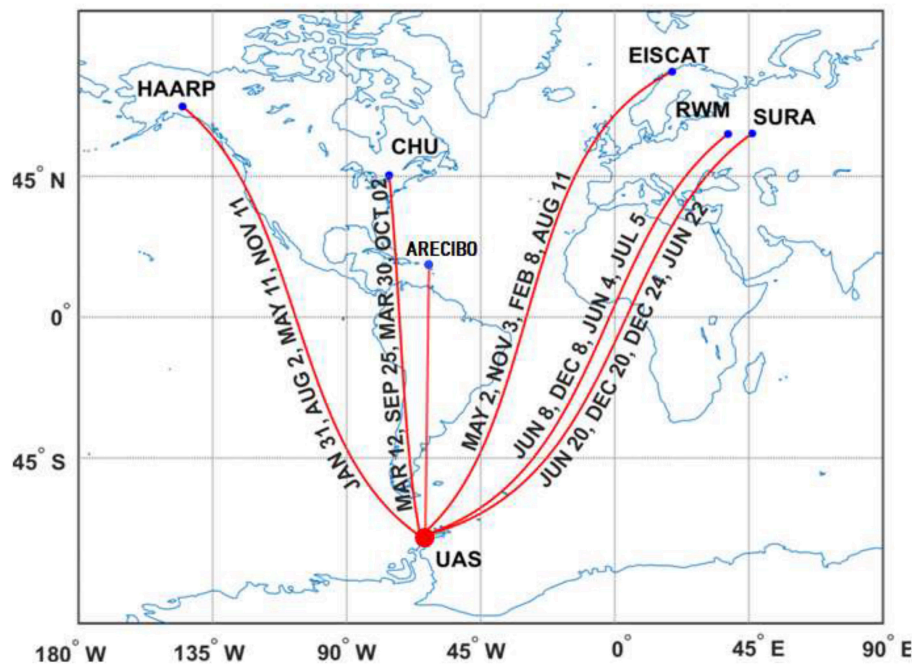 EISCAT
HAARP
RWM
SURA
CHU
45° N
ARECIBO
0°
45° S
JAN 31, AUG 2, MAY 11, NOV 11
MAR 12, SEP 25, MAR 30, OCT 02
MAY 2, NOV 3, FEB 8, AUG 11
JUN 8, DEC 8, JUN 4, JUL 5
JUN 20, DEC 20, DEC 24, JUN 22
UAS
180° W
135° W
90° W
45° W
0°
45° E
90° E